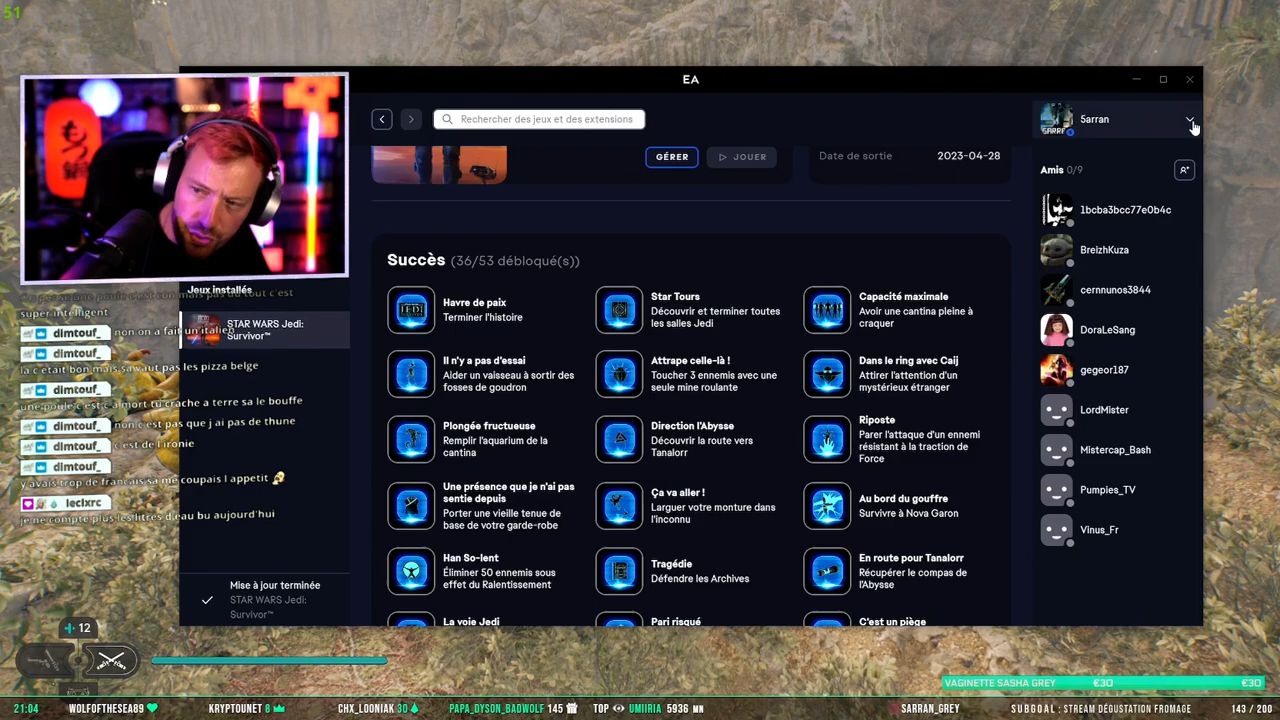 51
EA
Rechercher des jeux et des extensions
5arran
GÉRER
JOUER
Date de sortie
2023-04-28
Amis 0/9
1bcba3bcc77e0b4c
BreizhKuza
cernnunos3844
DoraLeSang
gegeor187
LordMister
Mistercap_Bash
Pumpies_TV
Vinus_Fr
Succès (36/53 débloqué(s))
Havre de paix
Terminer l'histoire
Star Tours
Découvrir et terminer toutes
les salles Jedi
Capacité maximale
Avoir une cantina pleine à
craquer
Il n'y a pas d'essai
Aider un vaisseau à sortir des
fosses de goudron
Attrape celle-là !
Toucher 3 ennemis avec une
seule mine roulante
Dans le ring avec Caij
Attirer l'attention d'un
mystérieux étranger
Plongée fructueuse
Remplir l'aquarium de la
cantina
Direction l'Abysse
Découvrir la route vers
Tanalorr
Riposte
Parer l'attaque d'un ennemi
résistant à la traction de
Force
Une présence que je n'ai pas
sentie depuis
Porter une vieille tenue de
base de votre garde-robe
Ça va aller !
Larguer votre monture dans
l'inconnu
Au bord du gouffre
Survivre à Nova Garon
Han So-lent
Éliminer 50 ennemis sous
effet du Ralentissement
Tragédie
Défendre les Archives
En route pour Tanalorr
Récupérer le compas de
l'Abysse
La voie Jedi
Pari risqué
C'est un piège
Jeux installés
STAR WARS Jedi:
Survivor™
Mise à jour terminée
STAR WARS Jedi:
Survivor™
super intelligent
dimtouf_ non on a fait un italien
dimtouf_
la c etait bon mais savaut pas les pizza belge
dimtouf_
une poule c'est c a mort tu crache a terre sa le bouffe
dimtouf_ non c est pas que j ai pas de thune
dimtouf_ c'est de l ironie
dimtouf_
y avais trop de francais sa me coupais l appetit
leclxrc
je ne compte plus les litres d'eau bu aujourd'hui
+12
VAGINETTE SASHA GREY €30 €30
21:04 WOLFOFTHESEA89 KRYPTOUNET 8 CHX_LOONIAK 30 PAPA_DYSON_BADWOLF 145 TOP UMIIRIA 5936 MN SARRAN_GREY SUBGOAL : STREAM DÉGUSTATION FROMAGE 143 / 200